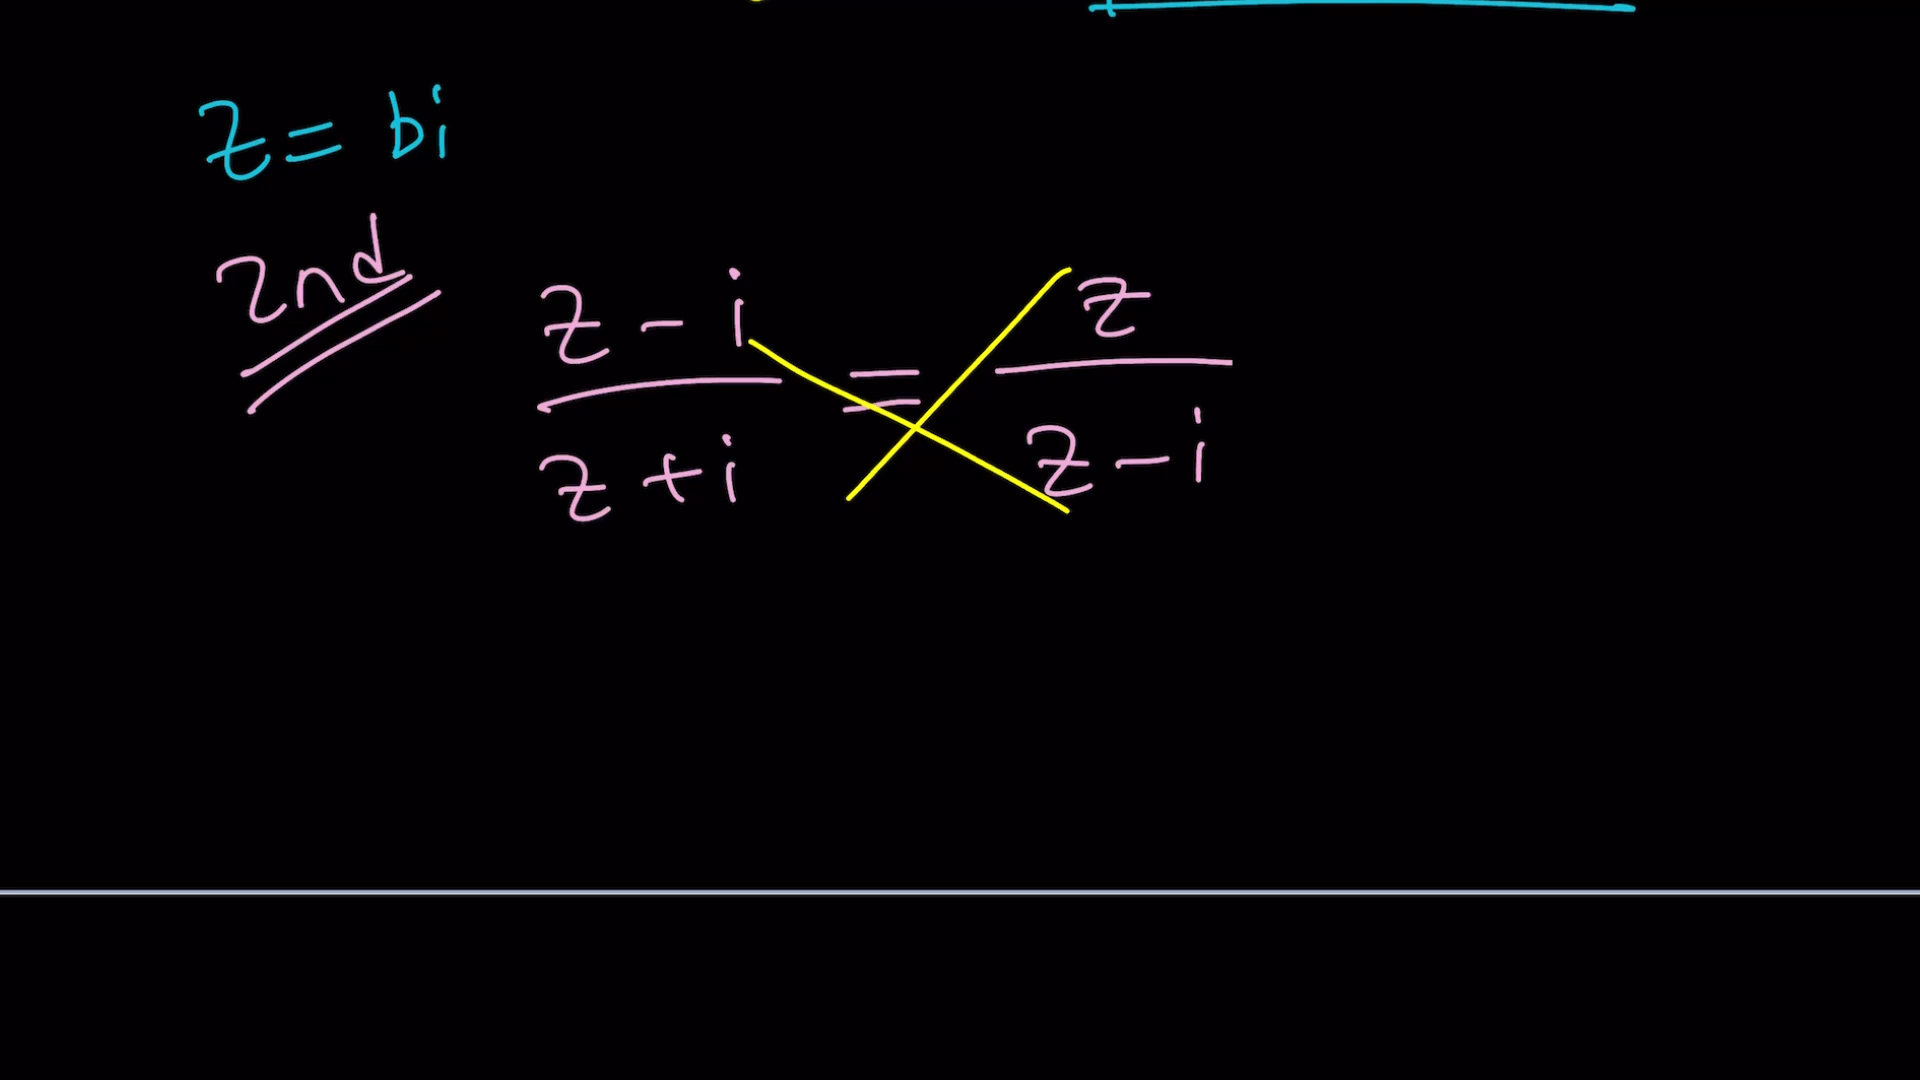 z = bi
2nd
z - i = z
z + i z - i